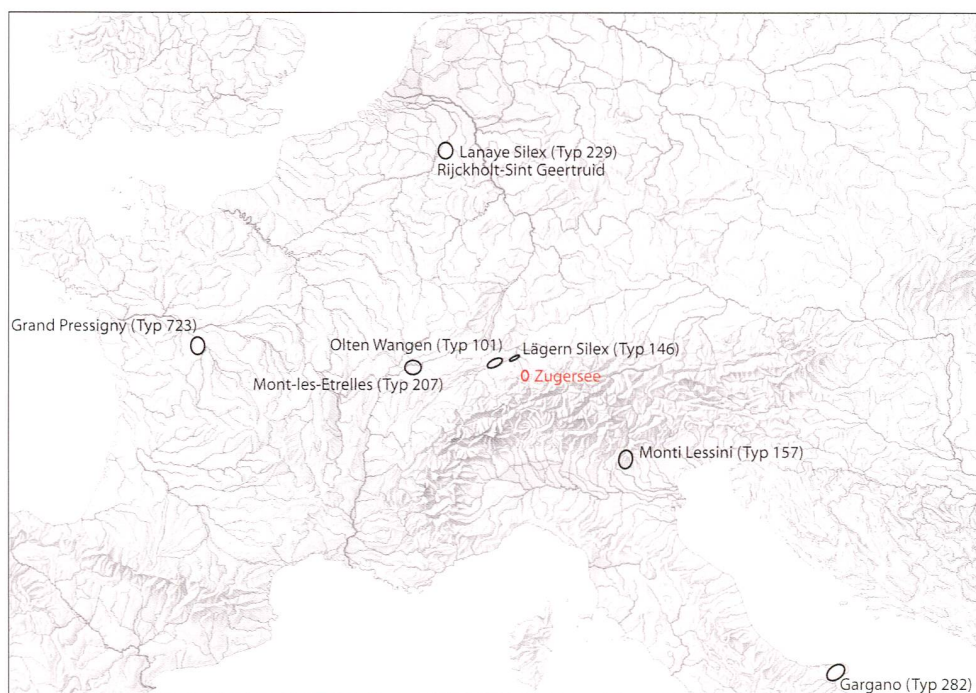 Lanaye Silex (Typ 229)
Rijckholt-Sint Geertruid
Grand Pressigny (Typ 723)
Olten Wangen (Typ 101)
Lägern Silex (Typ 146)
Mont-les-Etrelles (Typ 207)
Zugersee
Monti Lessini (Typ 157)
Gargano (Typ 282)